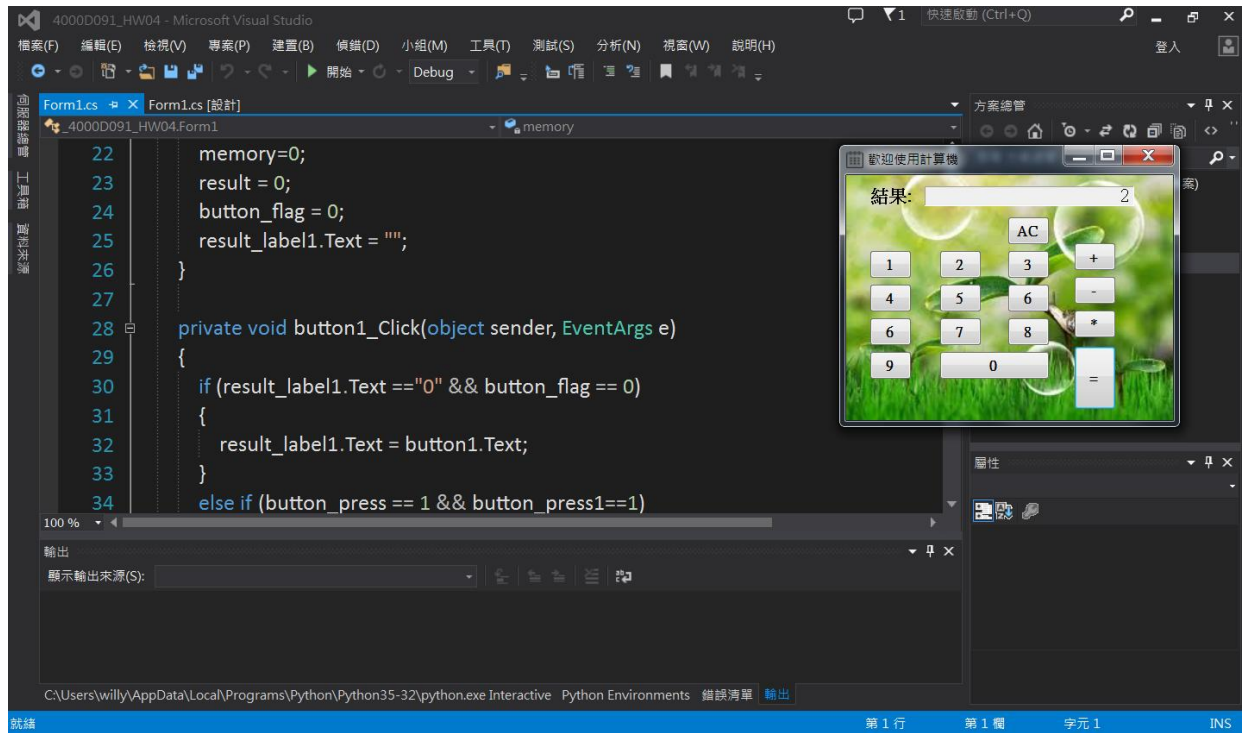 4000D091_HW04 - Microsoft Visual Studio
1 快速啟動 (Ctrl+Q)
檔案(F) 編輯(E) 檢視(V) 專案(P) 建置(B) 偵錯(D) 小組(M) 工具(T) 測試(S) 分析(N) 視窗(W) 說明(H) 登入
開始 Debug
伺服器總管
工具箱
資料來源
Form1.cs Form1.cs [設計]
_4000D091_HW04.Form1 memory
22 memory=0;
23 result = 0;
24 button_flag = 0;
25 result_label1.Text = "";
26 }
27
28 private void button1_Click(object sender, EventArgs e)
29 {
30 if (result_label1.Text =="0" && button_flag == 0)
31 {
32 result_label1.Text = button1.Text;
33 }
34 else if (button_press == 1 && button_press1==1)
100 %
輸出
顯示輸出來源(S):
C:\Users\willy\AppData\Local\Programs\Python\Python35-32\python.exe Interactive Python Environments 錯誤清單 輸出
方案總管
案)
歡迎使用計算機
結果: 2
AC
1 2 3 +
4 5 6 -
6 7 8 *
9 0 =
屬性
就緒 第 1 行 第 1 欄 字元 1 INS